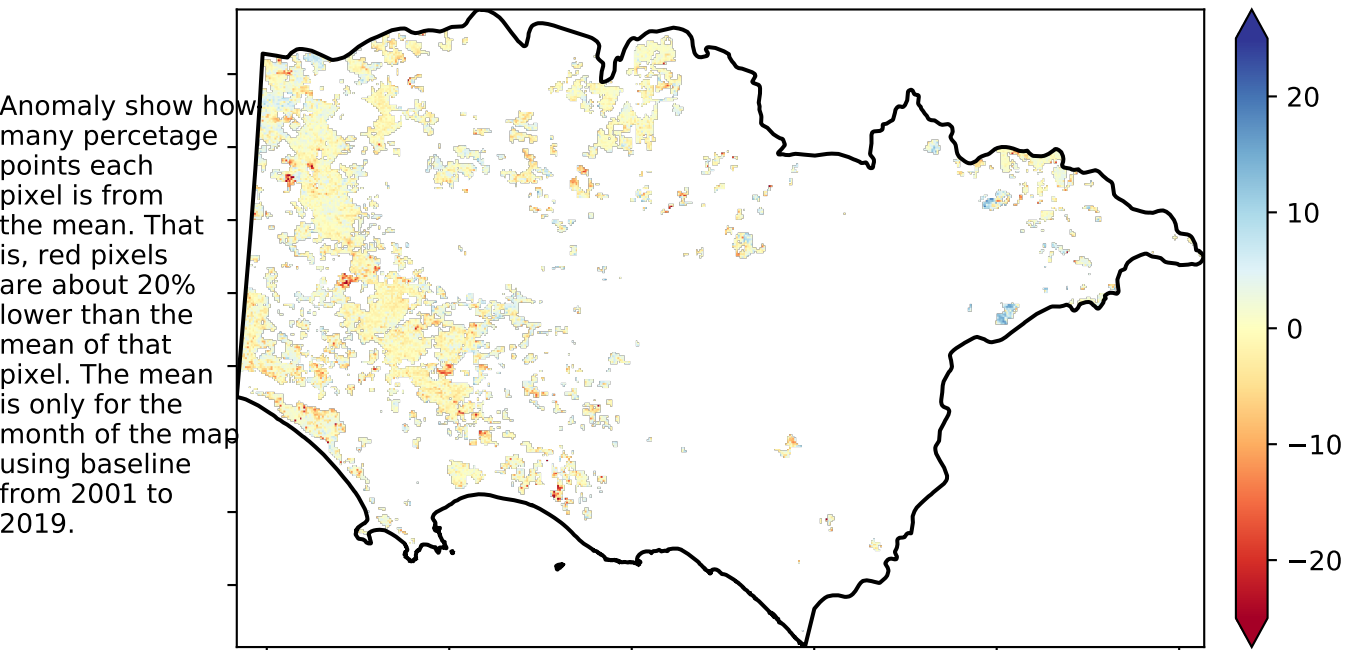 Anomaly show how
many percetage
points each
pixel is from
the mean. That
is, red pixels
are about 20%
lower than the
mean of that
pixel. The mean
is only for the
month of the map
using baseline
from 2001 to
2019.
20
10
0
−10
−20